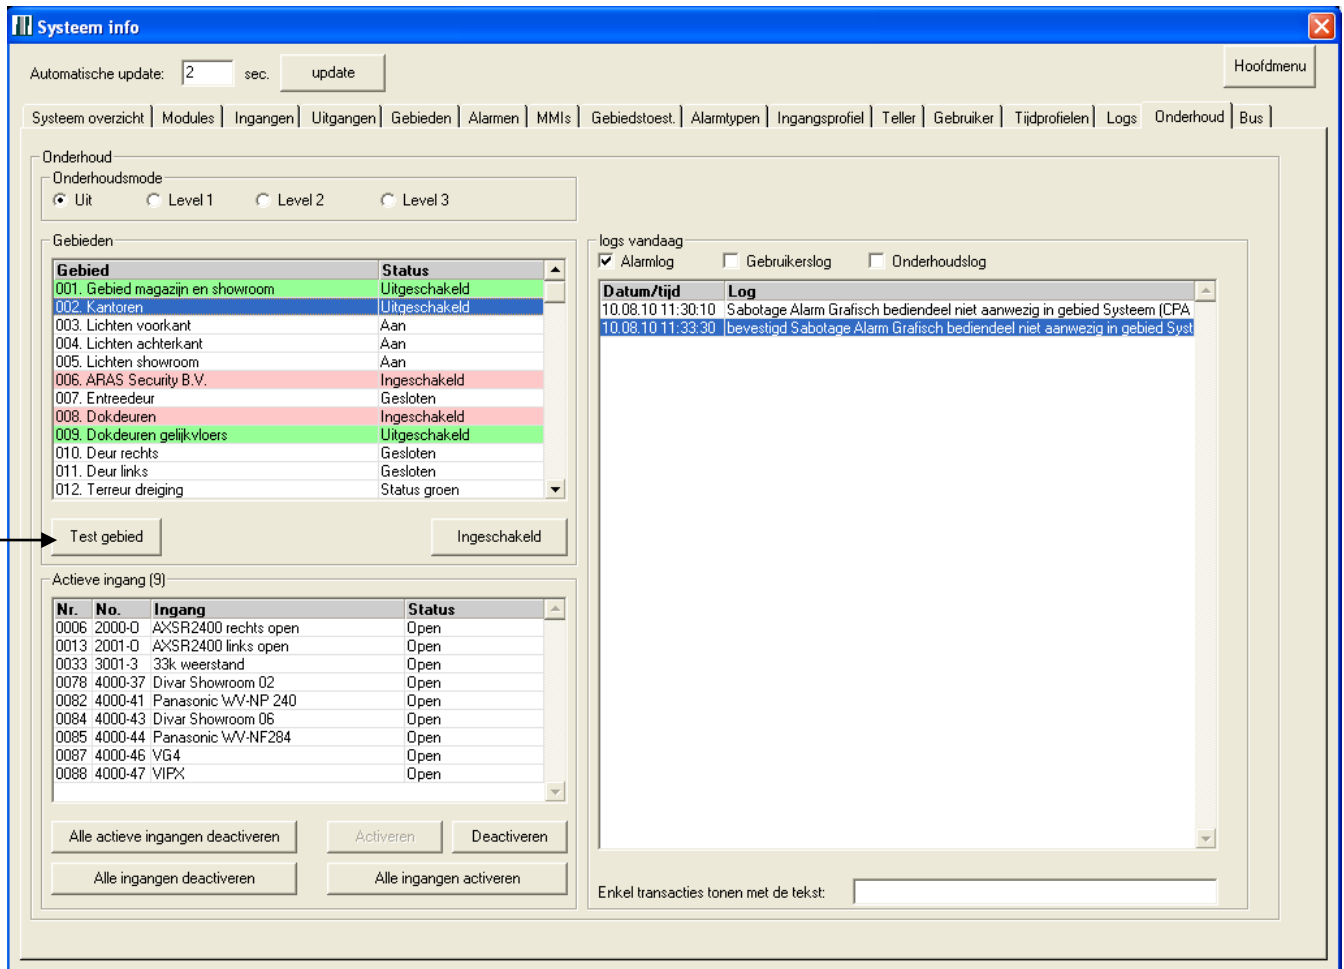 Systeem info
Automatische update: 2 sec. update Hoofdmenu
Systeem overzicht Modules Ingangen Uitgangen Gebieden Alarmen MMIs Gebiedstoest. Alarmtypen Ingangsprofiel Teller Gebruiker Tijdprofielen Logs Onderhoud Bus
Onderhoud
Onderhoudsmode
Uit Level 1 Level 2 Level 3
Gebieden
Gebied Status
001. Gebied magazijn en showroom Uitgeschakeld
002. Kantoren Uitgeschakeld
003. Lichten voorkant Aan
004. Lichten achterkant Aan
005. Lichten showroom Aan
006. ARAS Security B.V. Ingeschakeld
007. Entreedeur Gesloten
008. Dokdeuren Ingeschakeld
009. Dokdeuren gelijkvloers Uitgeschakeld
010. Deur rechts Gesloten
011. Deur links Gesloten
012. Terreur dreiging Status groen
Test gebied Ingeschakeld
Actieve ingang (9)
Nr. No. Ingang Status
0006 2000-0 AXSR2400 rechts open Open
0013 2001-0 AXSR2400 links open Open
0033 3001-3 33k weerstand Open
0078 4000-37 Divar Showroom 02 Open
0082 4000-41 Panasonic WV-NP 240 Open
0084 4000-43 Divar Showroom 06 Open
0085 4000-44 Panasonic WV-NF284 Open
0087 4000-46 VG4 Open
0088 4000-47 VIPX Open
Alle actieve ingangen deactiveren Activeren Deactiveren
Alle ingangen deactiveren Alle ingangen activeren
logs vandaag
Alarmlog Gebruikerslog Onderhoudslog
Datum/tijd Log
10.08.10 11:30:10 Sabotage Alarm Grafisch bediendeel niet aanwezig in gebied Systeem (CPA
10.08.10 11:33:30 bevestigd Sabotage Alarm Grafisch bediendeel niet aanwezig in gebied Syst
Enkel transacties tonen met de tekst: